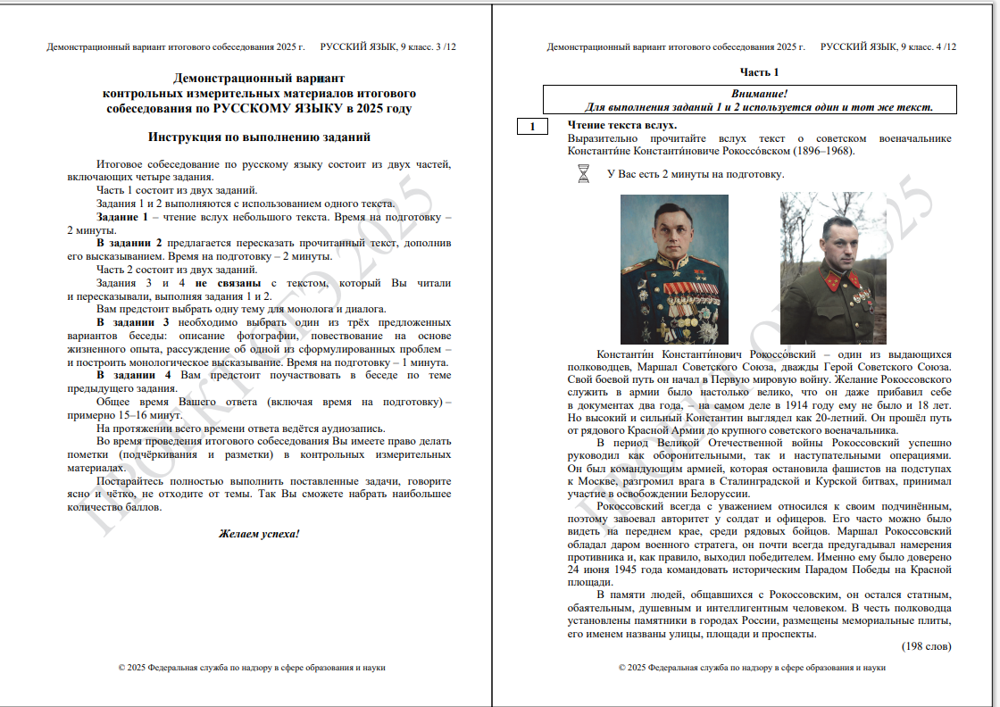 Демонстрационный вариант итогового собеседования 2025 г. РУССКИЙ ЯЗЫК, 9 класс. 3 /12
Демонстрационный вариант
контрольных измерительных материалов итогового
собеседования по РУССКОМУ ЯЗЫКУ в 2025 году
Инструкция по выполнению заданий
Итоговое собеседование по русскому языку состоит из двух частей,
включающих четыре задания.
Часть 1 состоит из двух заданий.
Задания 1 и 2 выполняются с использованием одного текста.
Задание 1 – чтение вслух небольшого текста. Время на подготовку –
2 минуты.
В задании 2 предлагается пересказать прочитанный текст, дополнив
его высказыванием. Время на подготовку – 2 минуты.
Часть 2 состоит из двух заданий.
Задания 3 и 4 не связаны с текстом, который Вы читали
и пересказывали, выполняя задания 1 и 2.
Вам предстоит выбрать одну тему для монолога и диалога.
В задании 3 необходимо выбрать один из трёх предложенных
вариантов беседы: описание фотографии, повествование на основе
жизненного опыта, рассуждение об одной из сформулированных проблем –
и построить монологическое высказывание. Время на подготовку – 1 минута.
В задании 4 Вам предстоит поучаствовать в беседе по теме
предыдущего задания.
Общее время Вашего ответа (включая время на подготовку) –
примерно 15–16 минут.
На протяжении всего времени ответа ведётся аудиозапись.
Во время проведения итогового собеседования Вы имеете право делать
пометки (подчёркивания и разметки) в контрольных измерительных
материалах.
Постарайтесь полностью выполнить поставленные задачи, говорите
ясно и чётко, не отходите от темы. Так Вы сможете набрать наибольшее
количество баллов.
Желаем успеха!
ПРОЕКТ ОГЭ 2025
© 2025 Федеральная служба по надзору в сфере образования и науки
Демонстрационный вариант итогового собеседования 2025 г. РУССКИЙ ЯЗЫК, 9 класс. 4 /12
Часть 1
Внимание!
Для выполнения заданий 1 и 2 используется один и тот же текст.
1
Чтение текста вслух.
Выразительно прочитайте вслух текст о советском военачальнике
Константи́не Константи́новиче Рокоссо́вском (1896–1968).
У Вас есть 2 минуты на подготовку.
Константи́н Константи́нович Рокоссо́вский – один из выдающихся
полководцев, Маршал Советского Союза, дважды Герой Советского Союза.
Свой боевой путь он начал в Первую мировую войну. Желание Рокоссовского
служить в армии было настолько велико, что он даже прибавил себе
в документах два года, – на самом деле в 1914 году ему не было и 18 лет.
Но высокий и сильный Константин выглядел как 20-летний. Он прошёл путь
от рядового Красной Армии до крупного советского военачальника.
В период Великой Отечественной войны Рокоссовский успешно
руководил как оборонительными, так и наступательными операциями.
Он был командующим армией, которая остановила фашистов на подступах
к Москве, разгромил врага в Сталинградской и Курской битвах, принимал
участие в освобождении Белоруссии.
Рокоссовский всегда с уважением относился к своим подчинённым,
поэтому завоевал авторитет у солдат и офицеров. Его часто можно было
видеть на переднем крае, среди рядовых бойцов. Маршал Рокоссовский
обладал даром военного стратега, он почти всегда предугадывал намерения
противника и, как правило, выходил победителем. Именно ему было доверено
24 июня 1945 года командовать историческим Парадом Победы на Красной
площади.
В памяти людей, общавшихся с Рокоссовским, он остался статным,
обаятельным, душевным и интеллигентным человеком. В честь полководца
установлены памятники в городах России, размещены мемориальные плиты,
его именем названы улицы, площади и проспекты.
(198 слов)
ПРОЕКТ ОГЭ 2025
© 2025 Федеральная служба по надзору в сфере образования и науки